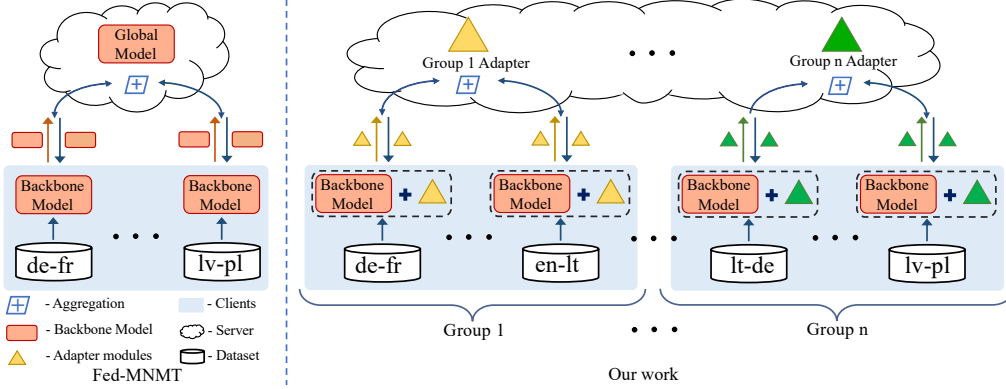 Global
Model
Backbone
Model
Backbone
Model
de-fr
lv-pl
- Aggregation
- Clients
- Backbone Model
- Server
- Adapter modules
- Dataset
Fed-MNMT
Group 1 Adapter
Group n Adapter
Backbone
Model
Backbone
Model
Backbone
Model
Backbone
Model
de-fr
en-lt
lt-de
lv-pl
Group 1
Group n
Our work